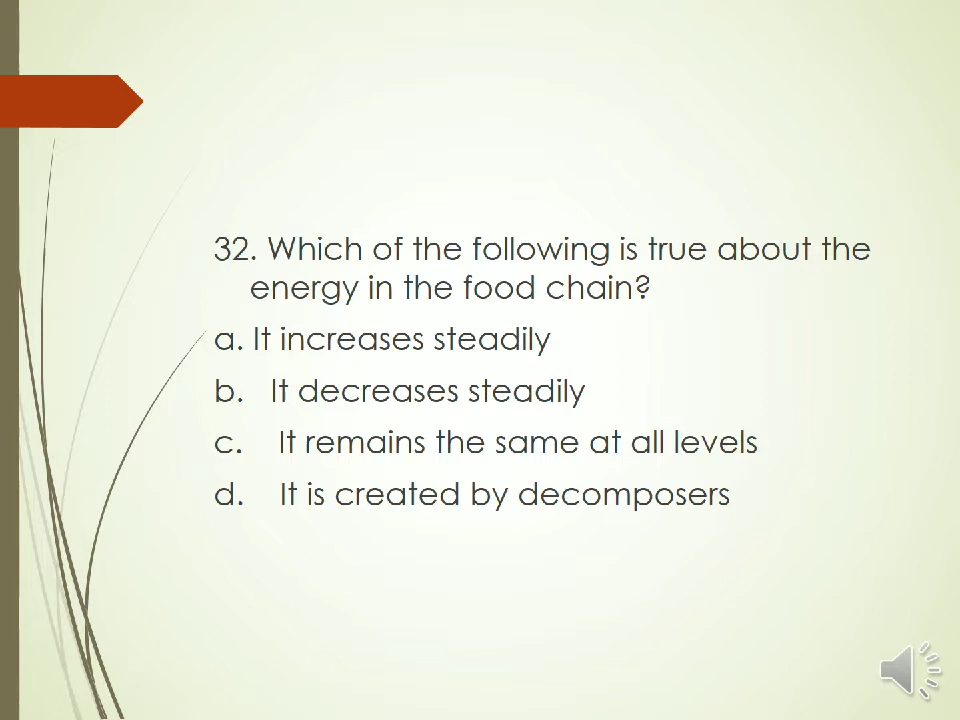 32. Which of the following is true about the
energy in the food chain?
a. It increases steadily
b. It decreases steadily
c. It remains the same at all levels
d. It is created by decomposers